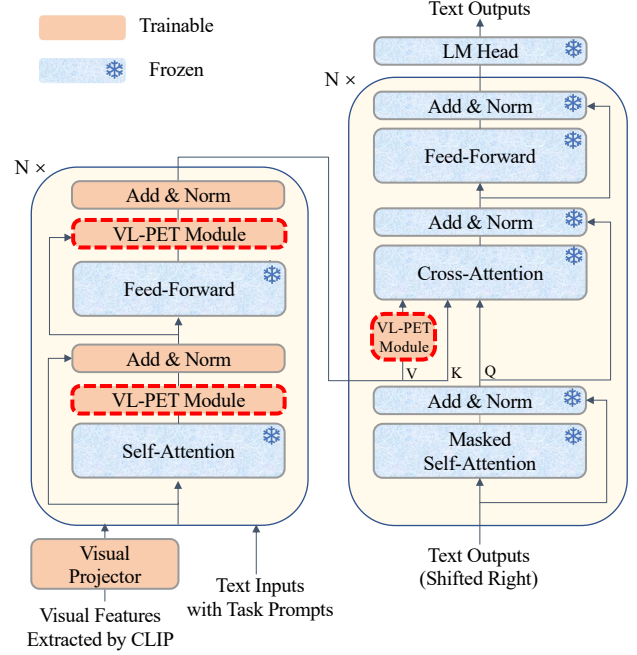 Trainable
Frozen
N ×
Add & Norm
VL-PET Module
Feed-Forward
Add & Norm
VL-PET Module
Self-Attention
Visual
Projector
Visual Features
Extracted by CLIP
Text Inputs
with Task Prompts
Text Outputs
LM Head
N ×
Add & Norm
Feed-Forward
Add & Norm
Cross-Attention
VL-PET
Module
V
K
Q
Add & Norm
Masked
Self-Attention
Text Outputs
(Shifted Right)